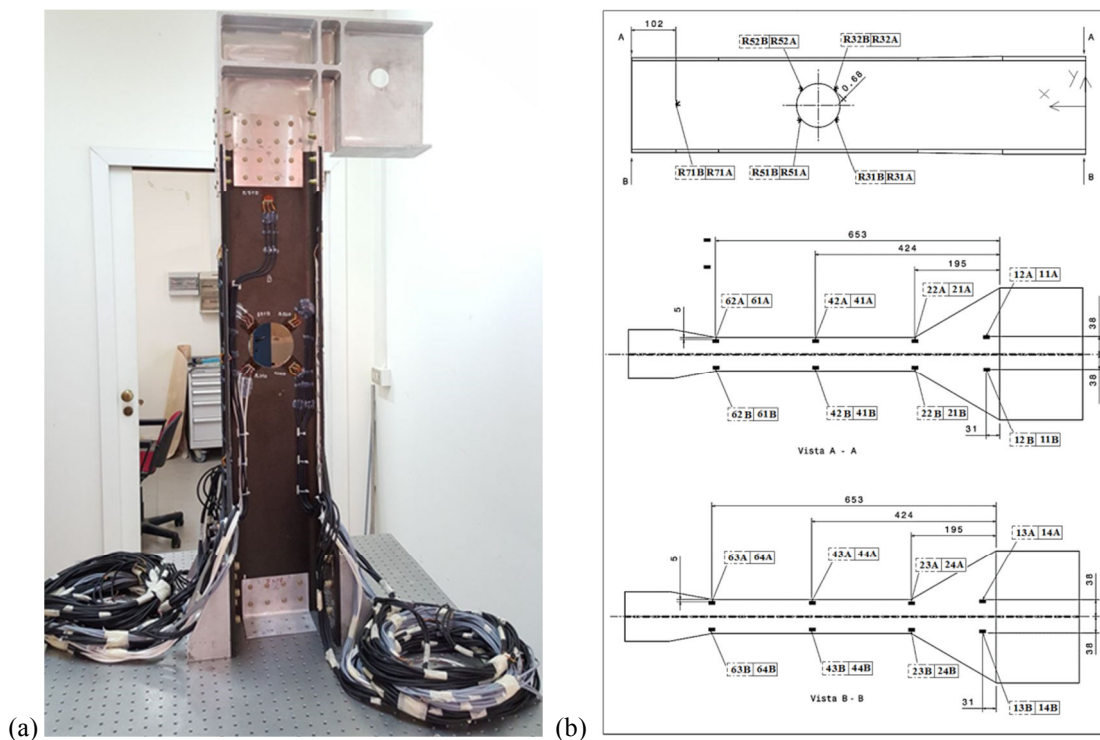 (a)
(b)
102
A
A
R52B R52A
R32B R32A
0.68
x
y
R71B R71A
R51B R51A
R31B R31A
B
B
653
424
195
12A 11A
62A 61A
42A 41A
22A 21A
5
38
38
62B 61B
42B 41B
22B 21B
31
12B 11B
Vista A - A
653
424
195
13A 14A
63A 64A
43A 44A
23A 24A
5
38
38
63B 64B
43B 44B
23B 24B
31
13B 14B
Vista B - B